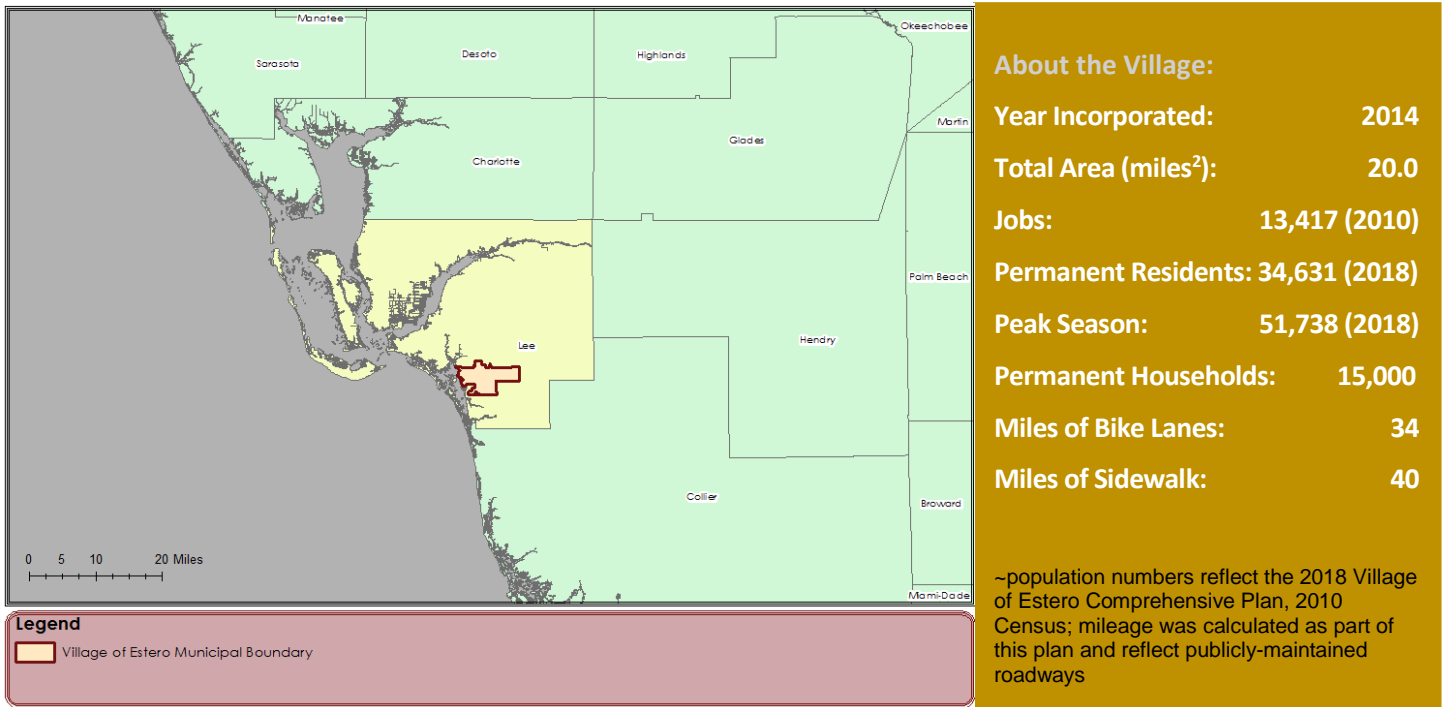 Manatee
Okeechobee
Sarasota
Desoto
Highlands
Martin
Glades
Charlotte
Palm Beach
Lee
Hendry
Collier
Broward
Miami-Dade
0 5 10 20 Miles
Legend
Village of Estero Municipal Boundary
About the Village:
Year Incorporated: 2014
Total Area (miles²): 20.0
Jobs: 13,417 (2010)
Permanent Residents: 34,631 (2018)
Peak Season: 51,738 (2018)
Permanent Households: 15,000
Miles of Bike Lanes: 34
Miles of Sidewalk: 40
~population numbers reflect the 2018 Village
of Estero Comprehensive Plan, 2010
Census; mileage was calculated as part of
this plan and reflect publicly-maintained
roadways